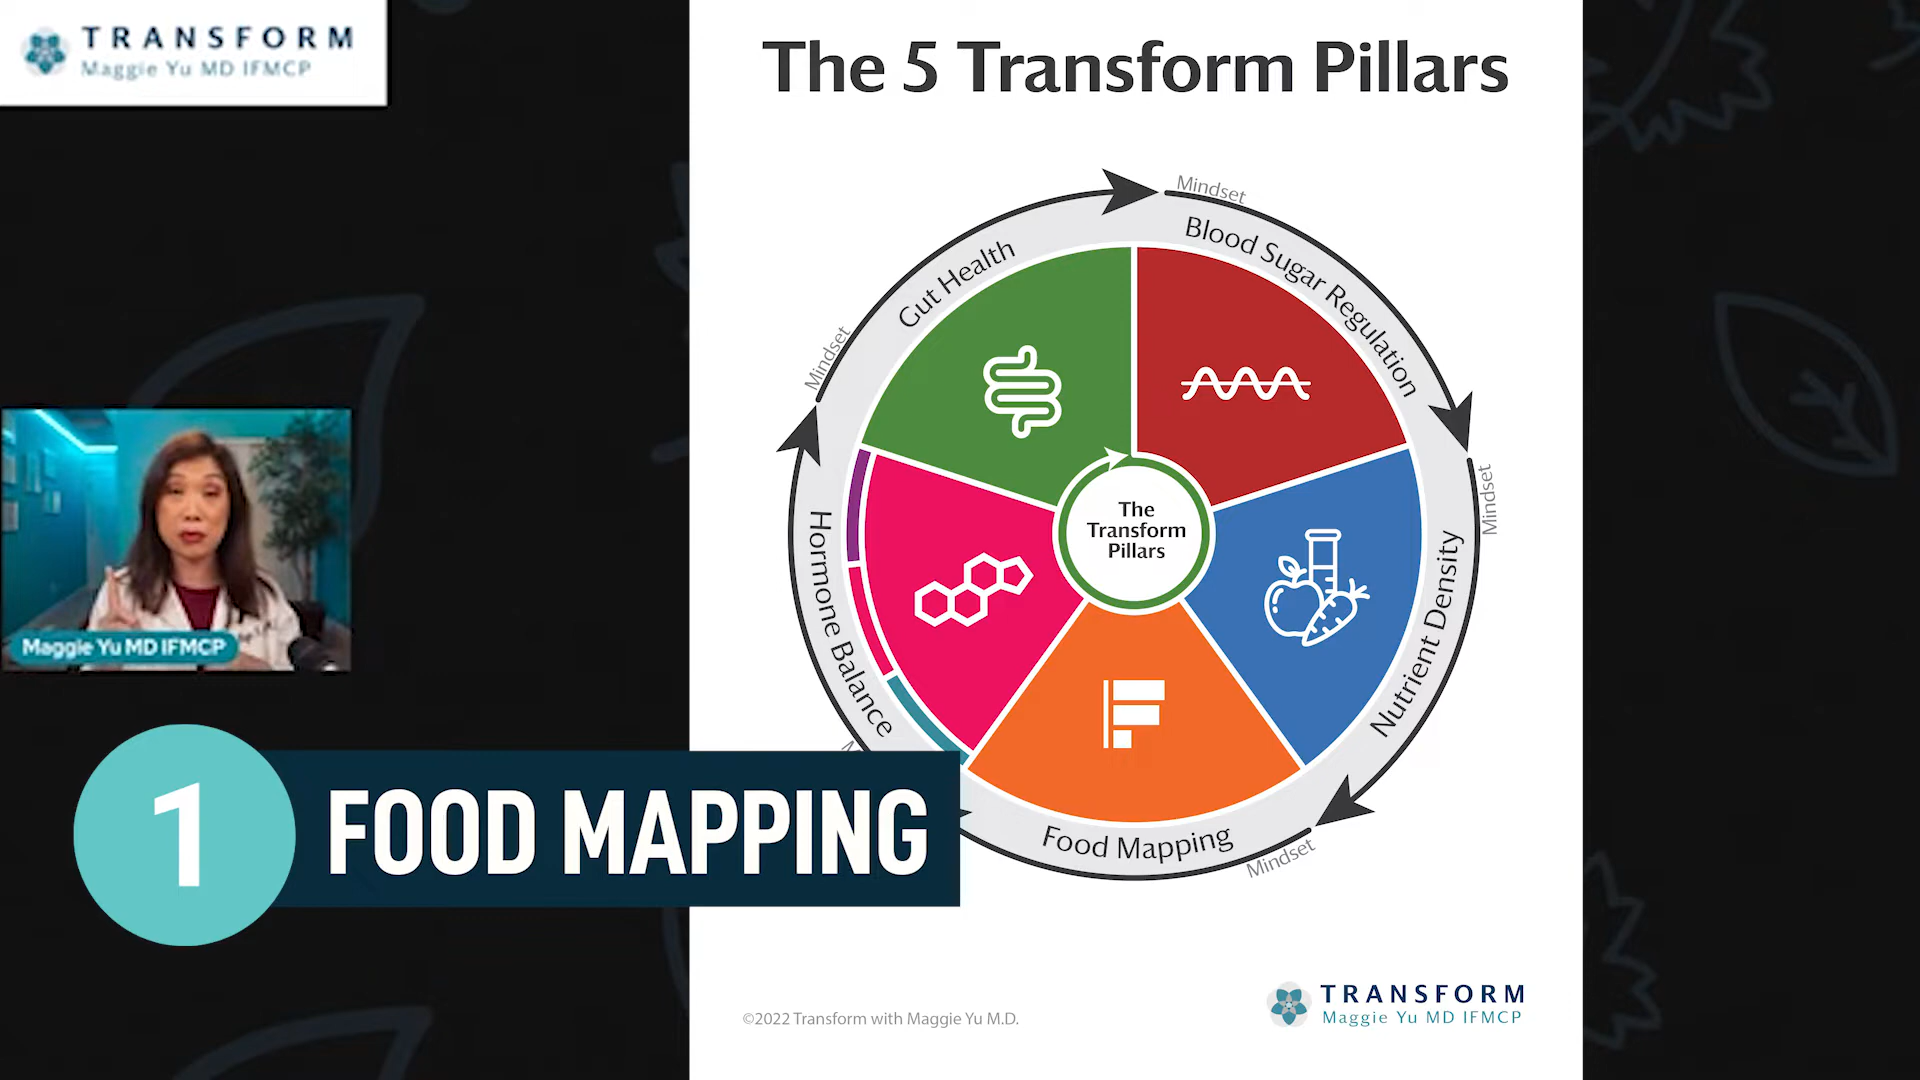 TRANSFORM
Maggie Yu MD IFMCP
The 5 Transform Pillars
Mindset
Blood Sugar Regulation
Gut Health
Mindset
Mindset
The
Transform
Pillars
Hormone Balance
Nutrient Density
Maggie Yu MD IFMCP
1 FOOD MAPPING
Food Mapping
Mindset
©2022 Transform with Maggie Yu M.D.
TRANSFORM
Maggie Yu MD IFMCP